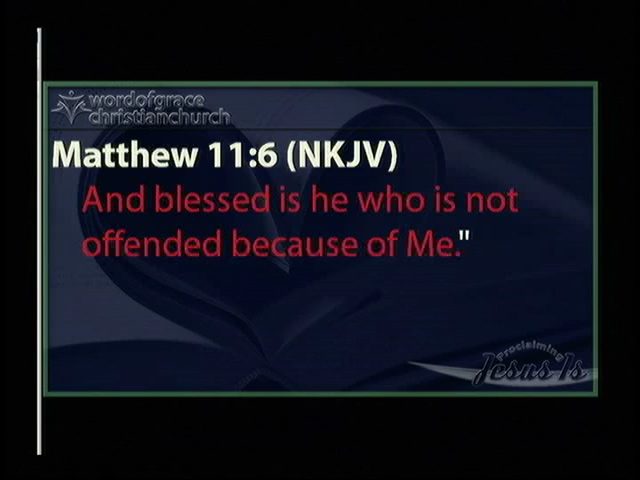 wordofgrace
christianchurch
Matthew 11:6 (NKJV)
And blessed is he who is not
offended because of Me."
Proclaiming
Jesus Is